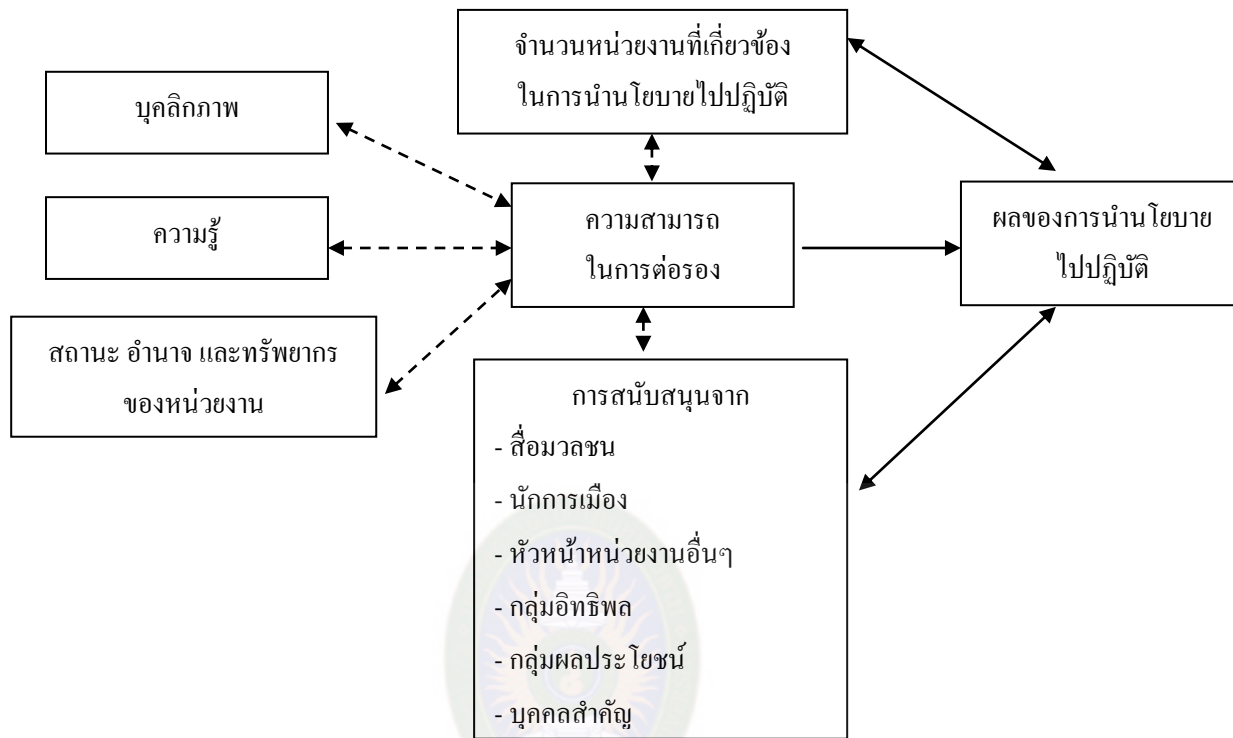 จำนวนหน่วยงานที่เกี่ยวข้อง
ในการนำนโยบายไปปฏิบัติ
บุคลิกภาพ
ความรู้
ความสามารถ
ในการต่อรอง
ผลของการนำนโยบาย
ไปปฏิบัติ
สถานะ อำนาจ และทรัพยากร
ของหน่วยงาน
การสนับสนุนจาก
- สื่อมวลชน
- นักการเมือง
- หัวหน้าหน่วยงานอื่นๆ
- กลุ่มอิทธิพล
- กลุ่มผลประโยชน์
- บุคคลสำคัญ